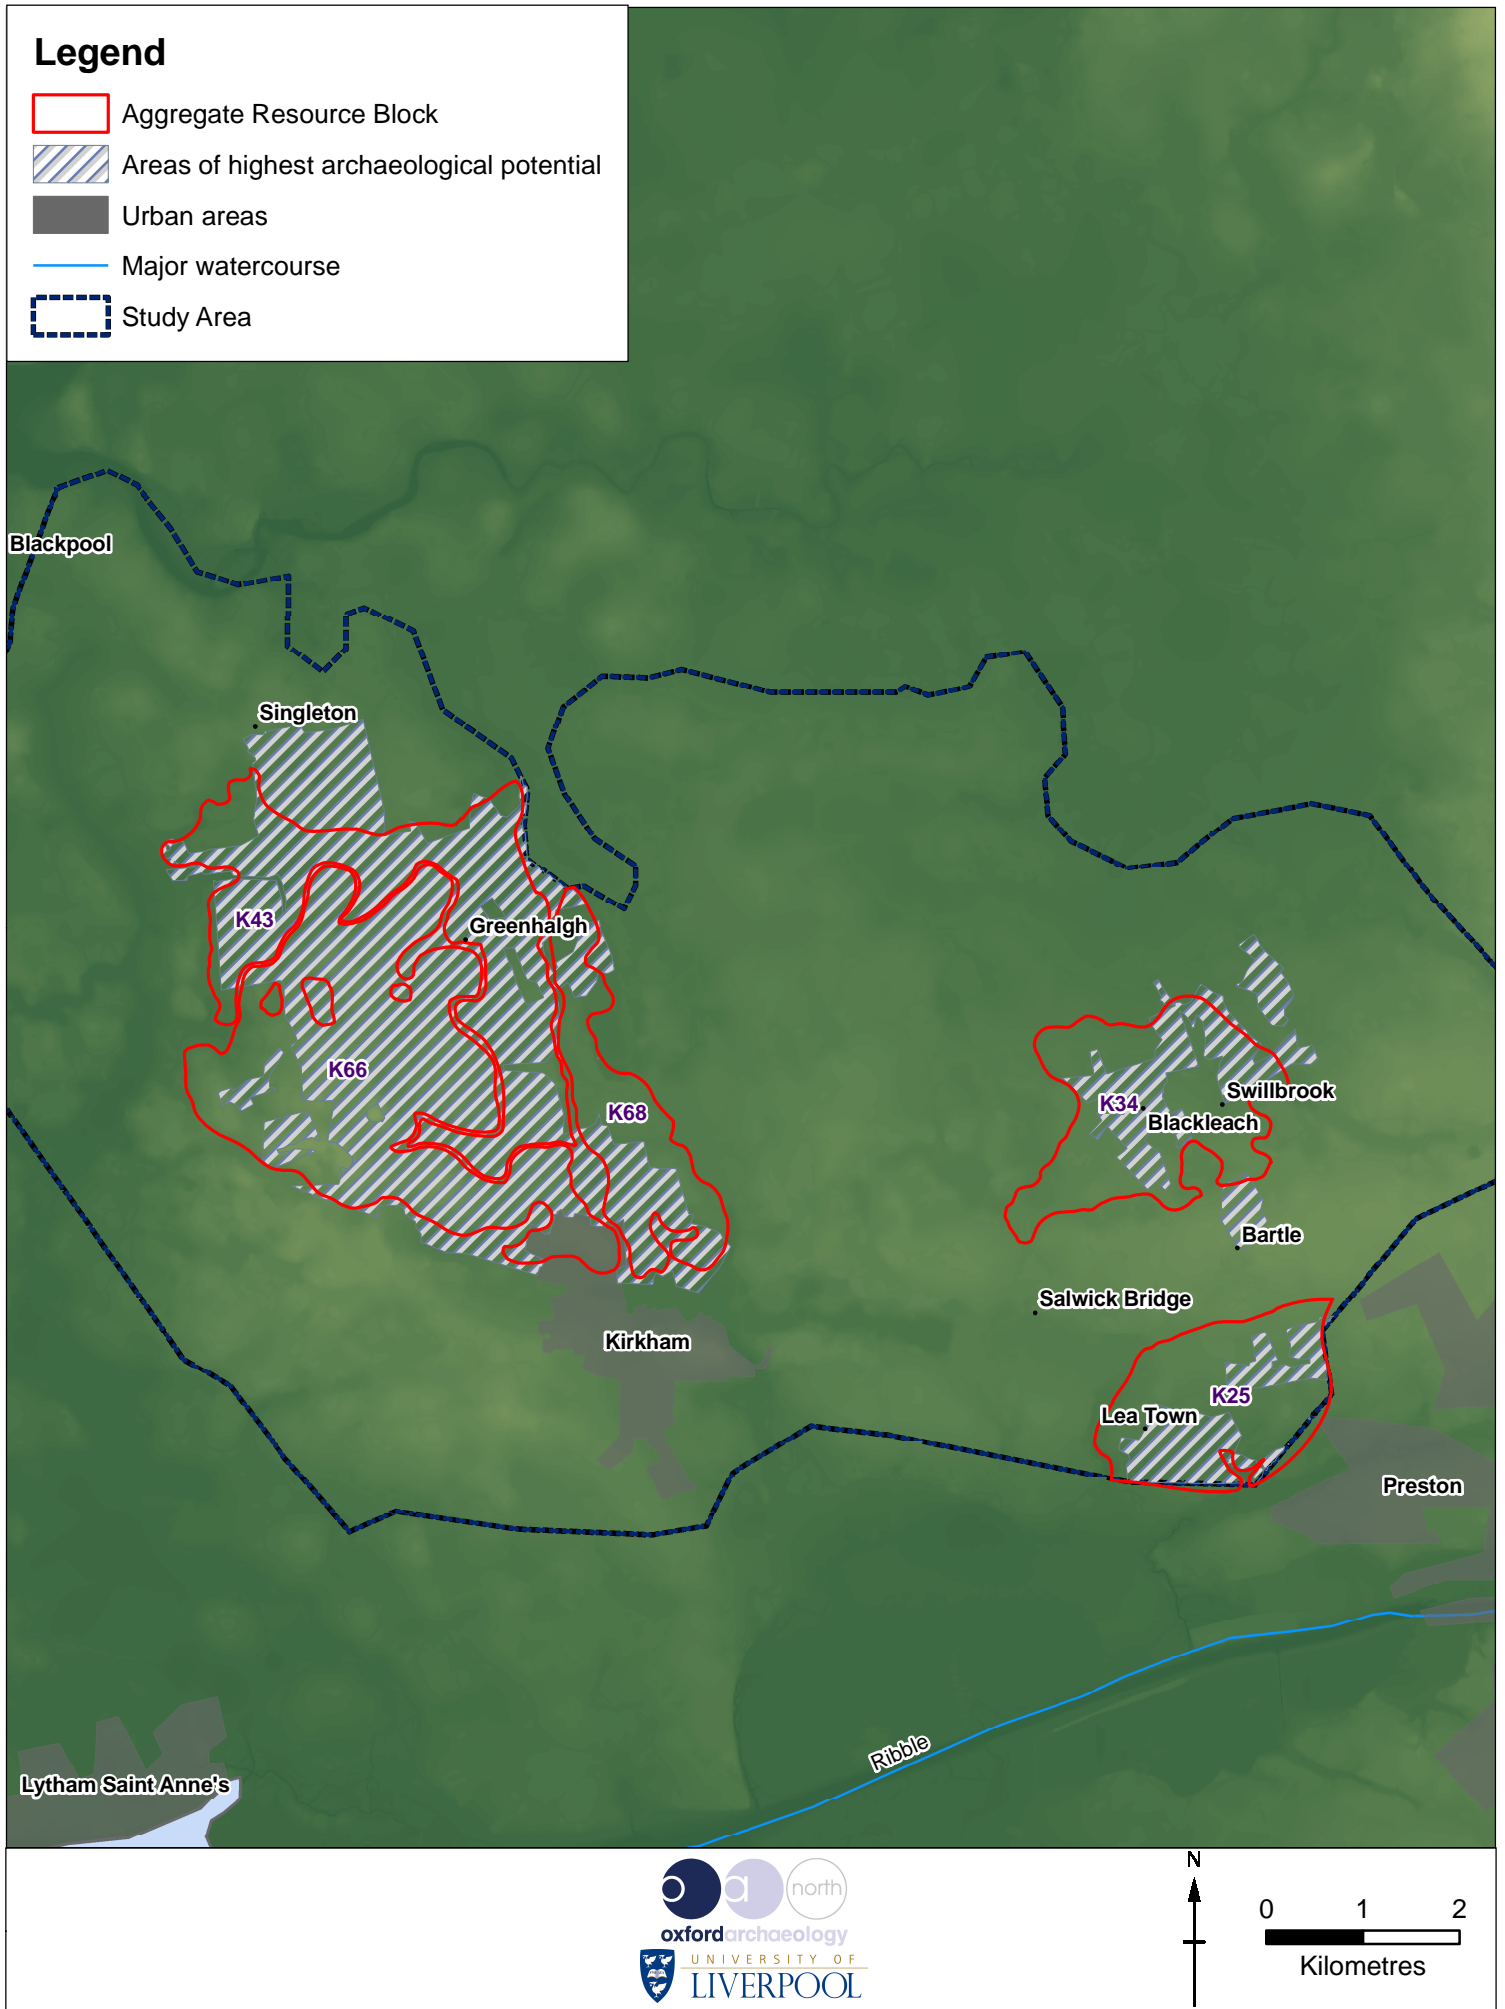 Legend
Aggregate Resource Block
Areas of highest archaeological potential
Urban areas
Major watercourse
Study Area
Blackpool
Singleton
K43
Greenhalgh
K66
K68
K34
Swillbrook
Blackleach
Bartle
Salwick Bridge
Kirkham
K25
Lea Town
Preston
Ribble
Lytham Saint Anne's
o a north
oxfordarchaeology
UNIVERSITY OF
LIVERPOOL
N
0 1 2
Kilometres